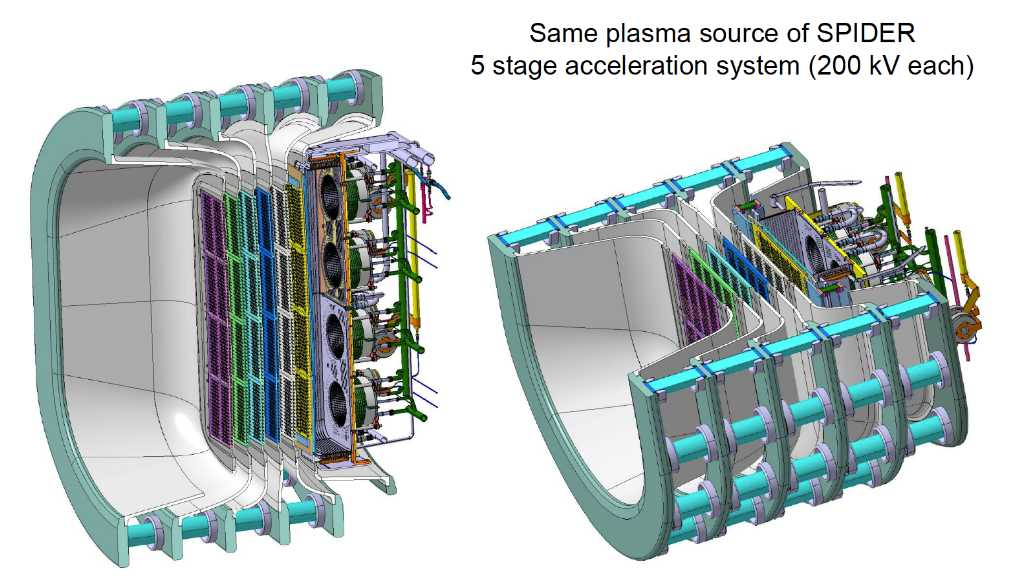 Same plasma source of SPIDER
5 stage acceleration system (200 kV each)